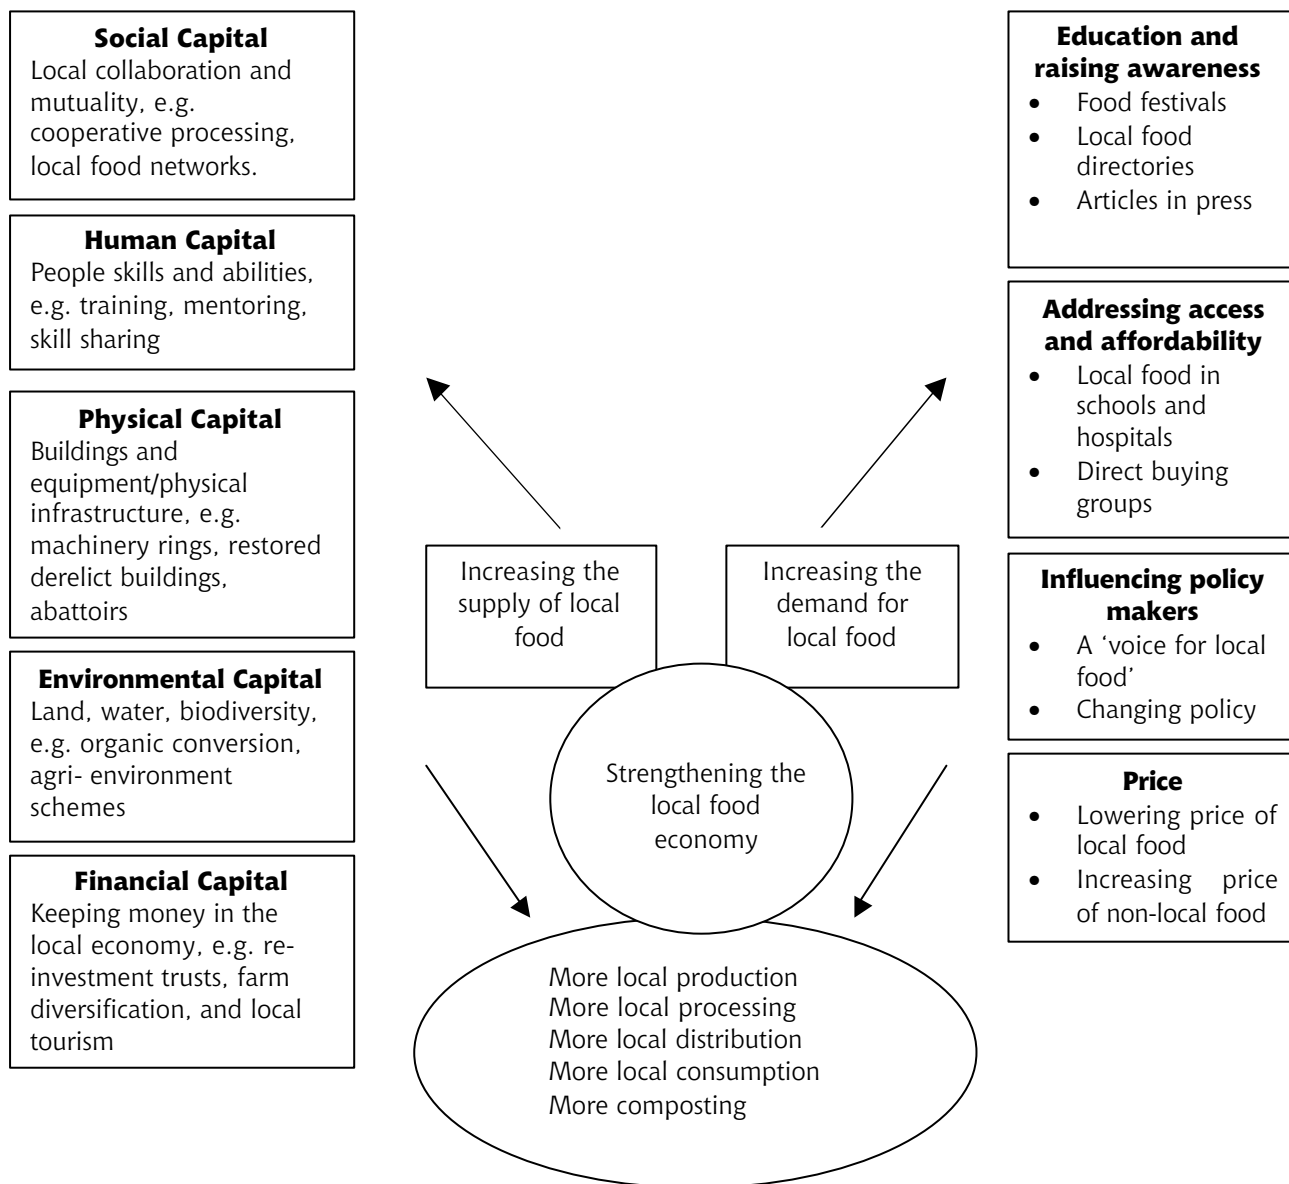 Social Capital
Local collaboration and
mutuality, e.g.
cooperative processing,
local food networks.
Human Capital
People skills and abilities,
e.g. training, mentoring,
skill sharing
Physical Capital
Buildings and
equipment/physical
infrastructure, e.g.
machinery rings, restored
derelict buildings,
abattoirs
Environmental Capital
Land, water, biodiversity,
e.g. organic conversion,
agri- environment
schemes
Financial Capital
Keeping money in the
local economy, e.g. re-
investment trusts, farm
diversification, and local
tourism
Increasing the
supply of local
food
Increasing the
demand for
local food
Strengthening the
local food
economy
More local production
More local processing
More local distribution
More local consumption
More composting
Education and
raising awareness
• Food festivals
• Local food
directories
• Articles in press
Addressing access
and affordability
• Local food in
schools and
hospitals
• Direct buying
groups
Influencing policy
makers
• A ‘voice for local
food’
• Changing policy
Price
• Lowering price of
local food
• Increasing price
of non-local food